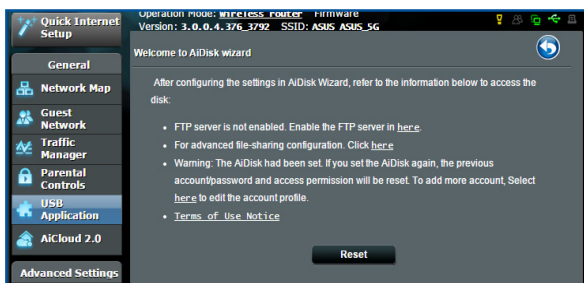 Quick Internet
Setup
Operation Mode: Wireless router Firmware
Version: 3.0.0.4.376_3792 SSID: ASUS ASUS_5G
General
Network Map
Guest
Network
Traffic
Manager
Parental
Controls
USB
Application
AiCloud 2.0
Advanced Settings
Welcome to AiDisk wizard
After configuring the settings in AiDisk Wizard, refer to the information below to access the
disk:
• FTP server is not enabled. Enable the FTP server in here.
• For advanced file-sharing configuration. Click here
• Warning: The AiDisk had been set. If you set the AiDisk again, the previous
account/password and access permission will be reset. To add more account, Select
here to edit the account profile.
• Terms of Use Notice
Reset